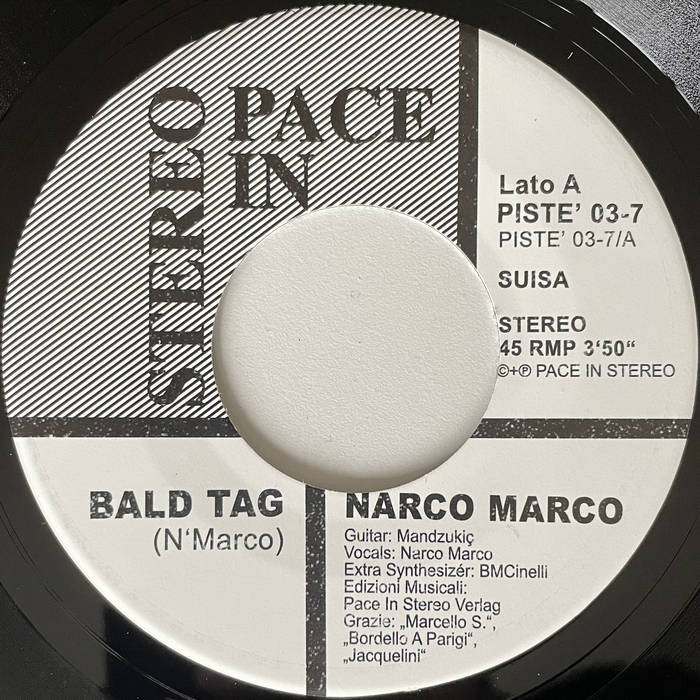 STEREO
PACE
IN
Lato A
PISTE' 03-7
PISTE' 03-7/A
SUISA
STEREO
45 RMP 3'50“
©+℗ PACE IN STEREO
BALD TAG
(N'Marco)
NARCO MARCO
Guitar: Mandzukiç
Vocals: Narco Marco
Extra Synthesizér: BMCinelli
Edizioni Musicali:
Pace In Stereo Verlag
Grazie: „Marcello S.“,
„Bordello A Parigi“,
„Jacquelini“